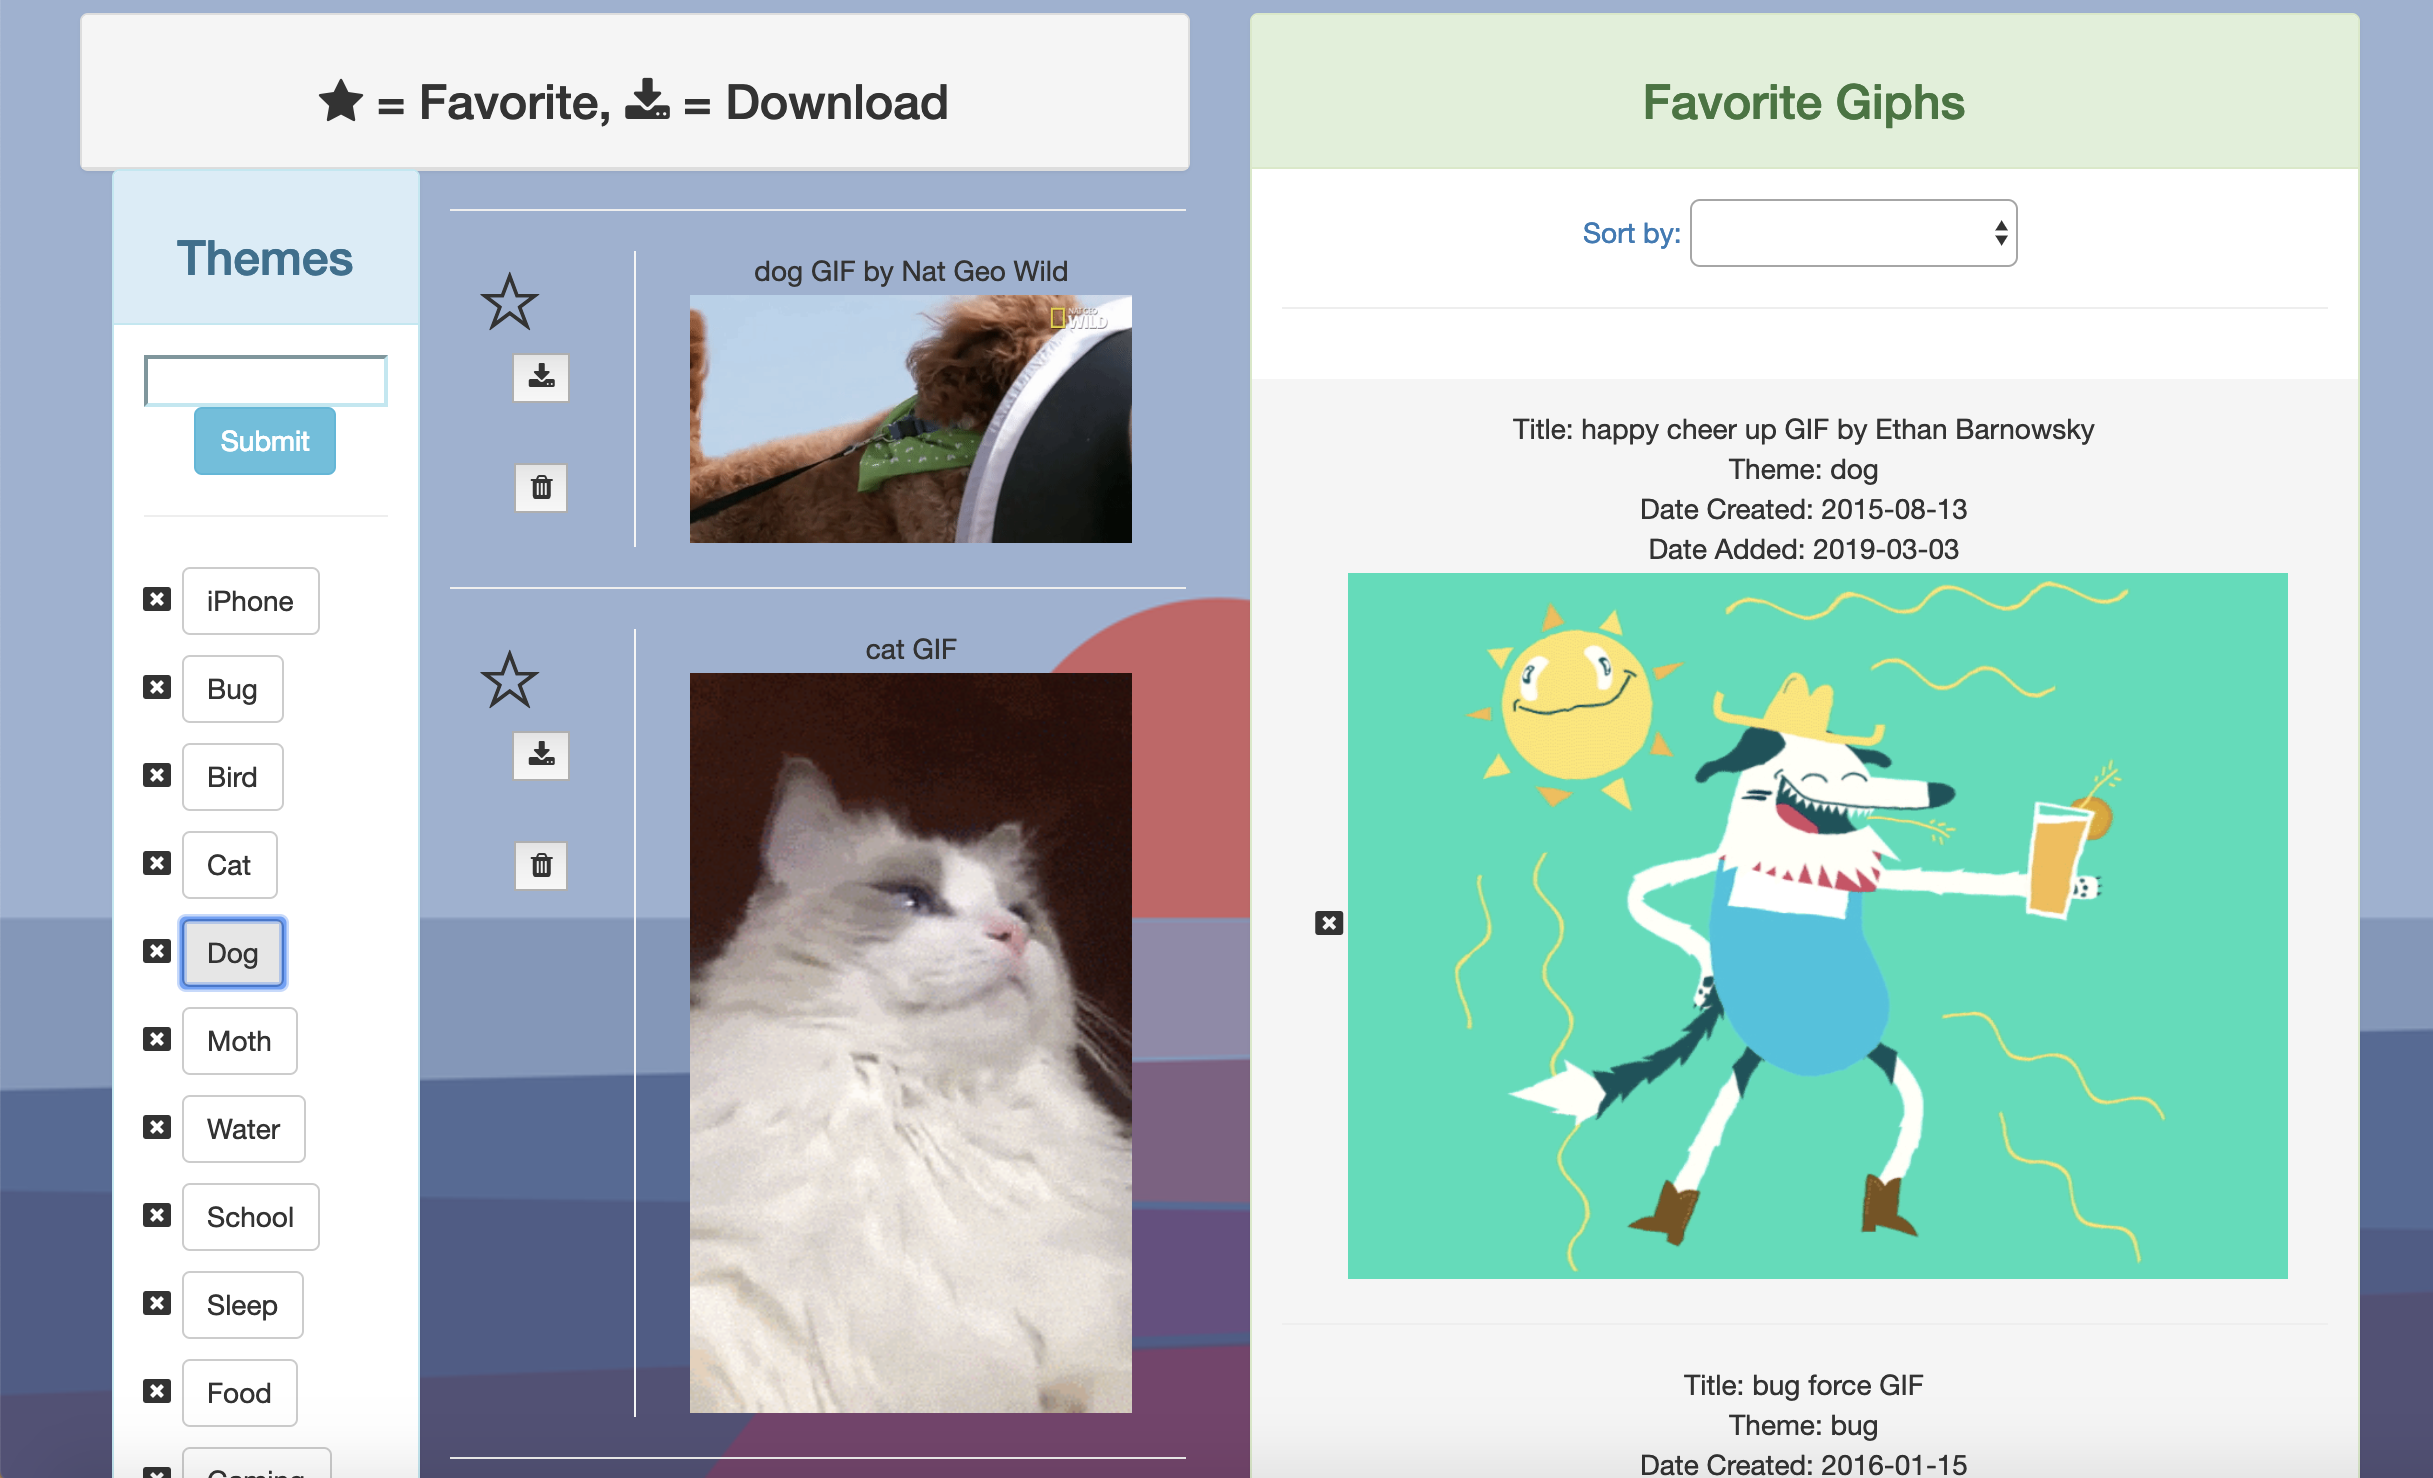 = Favorite, = Download
Themes
Submit
iPhone
Bug
Bird
Cat
Dog
Moth
Water
School
Sleep
Food
Gaming
dog GIF by Nat Geo Wild
NAT GEO
WILD
cat GIF
Favorite Giphs
Sort by:
Title: happy cheer up GIF by Ethan Barnowsky
Theme: dog
Date Created: 2015-08-13
Date Added: 2019-03-03
Title: bug force GIF
Theme: bug
Date Created: 2016-01-15